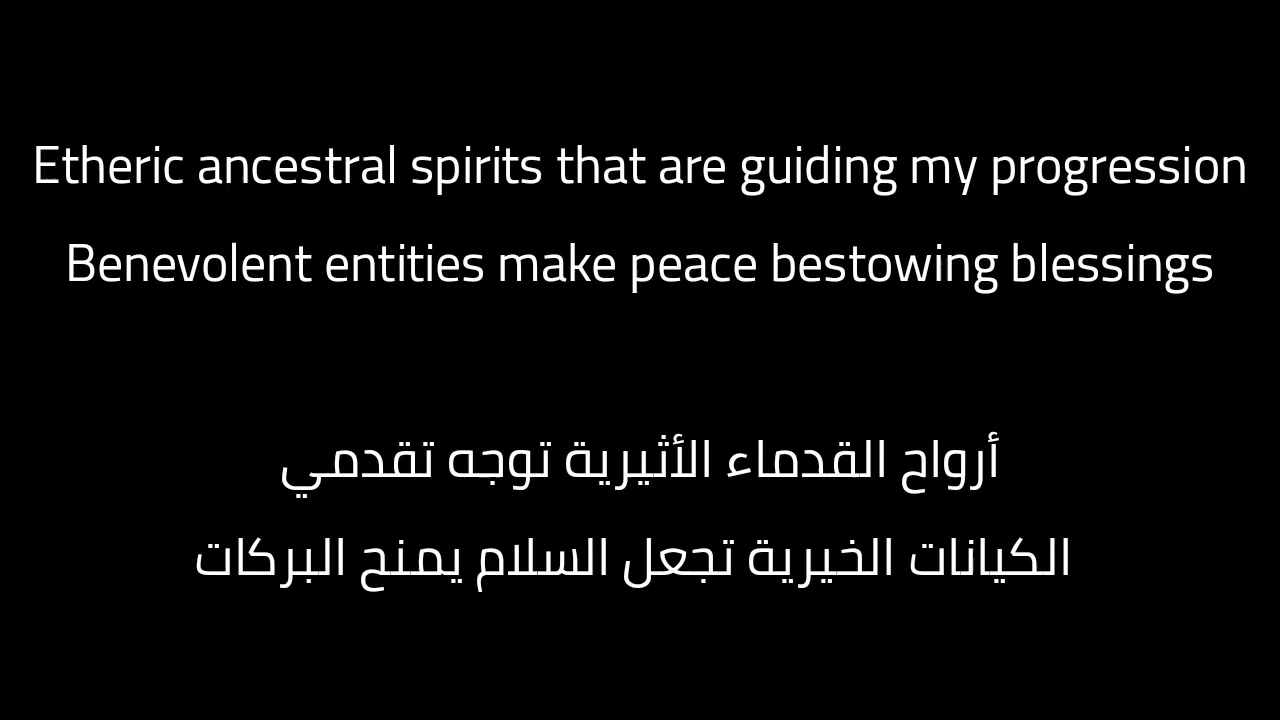 Etheric ancestral spirits that are guiding my progression
Benevolent entities make peace bestowing blessings
أرواح القدماء الأثيرية توجه تقدمي
الكيانات الخيرية تجعل السلام يمنح البركات